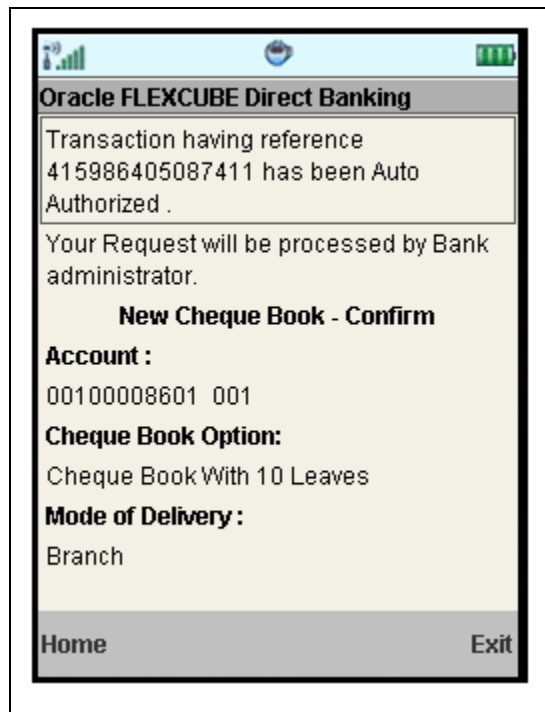 Oracle FLEXCUBE Direct Banking
Transaction having reference
415986405087411 has been Auto
Authorized .
Your Request will be processed by Bank
administrator.
New Cheque Book - Confirm
Account :
00100008601 001
Cheque Book Option:
Cheque Book With 10 Leaves
Mode of Delivery :
Branch
Home Exit